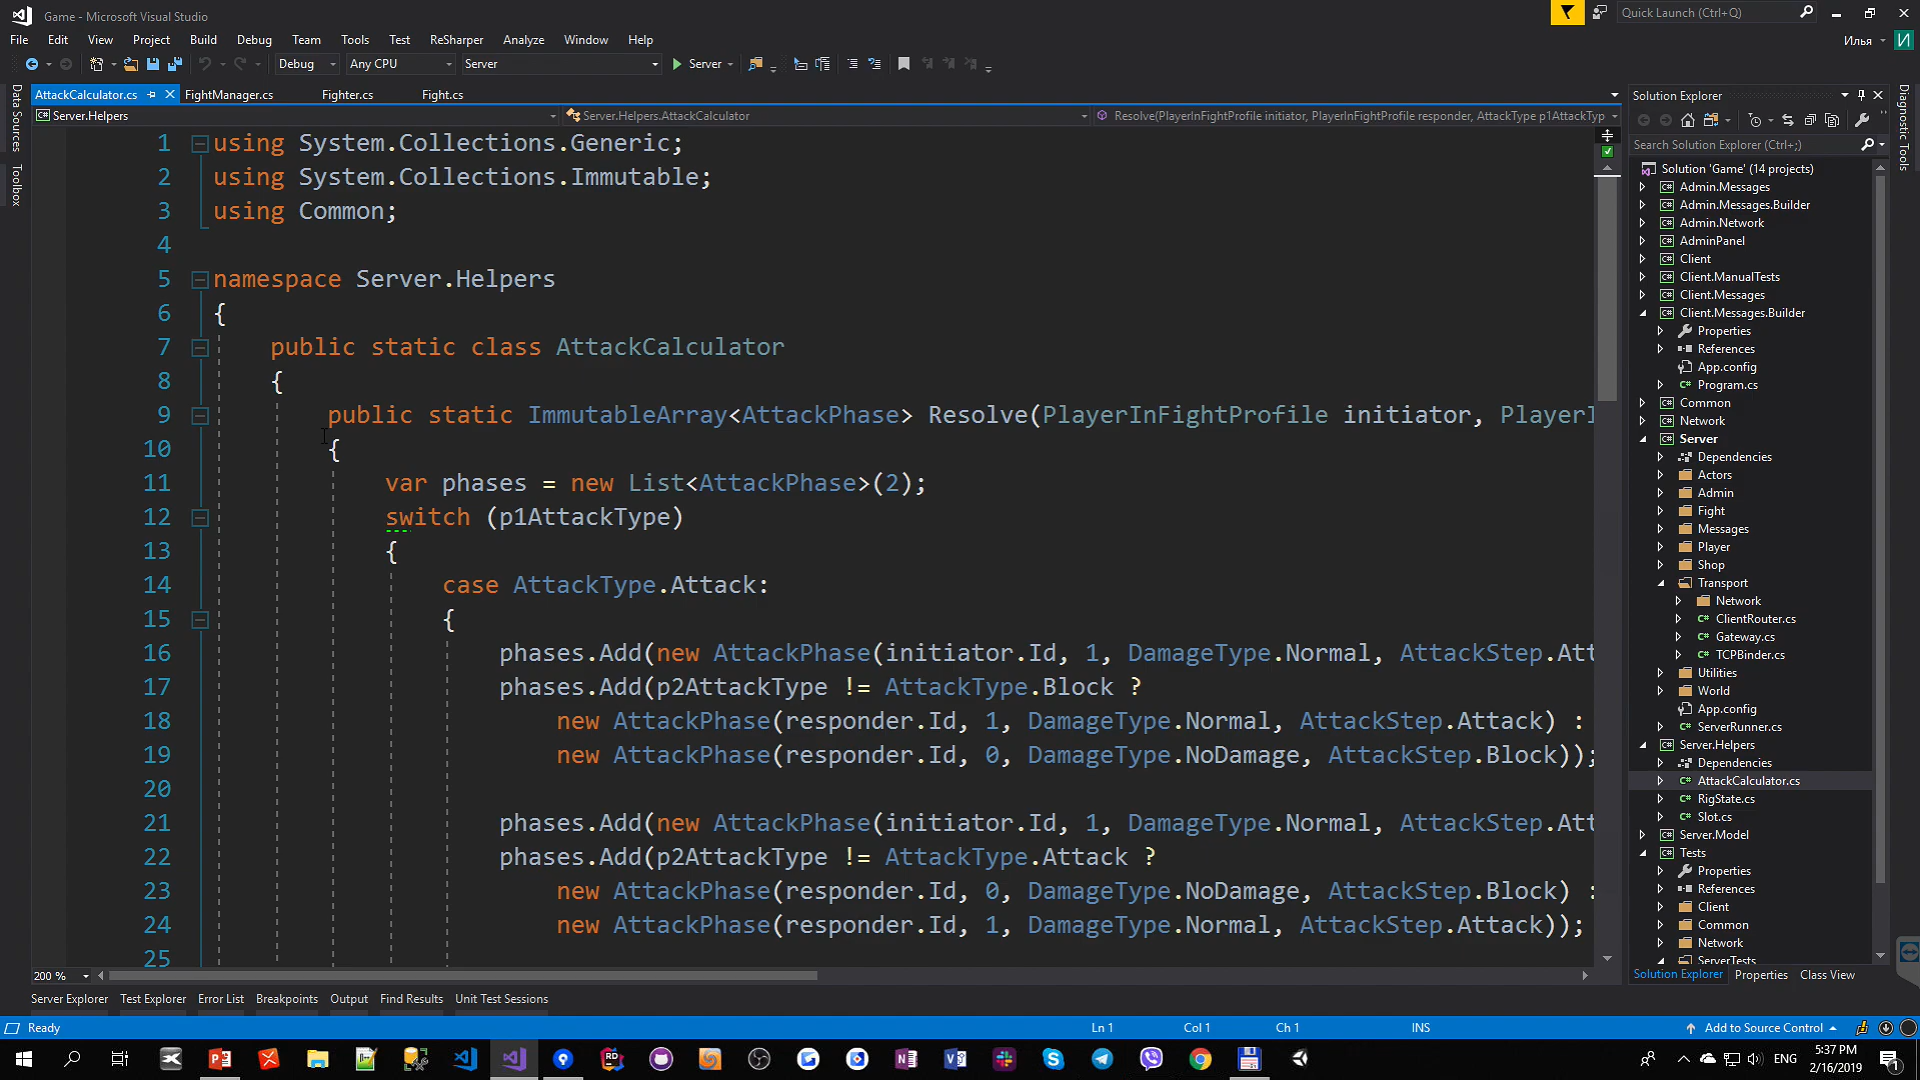 Game - Microsoft Visual Studio
Quick Launch (Ctrl+Q)
File Edit View Project Build Debug Team Tools Test ReSharper Analyze Window Help
Илья И
Debug Any CPU Server Server
Data Sources
Toolbox
AttackCalculator.cs FightManager.cs Fighter.cs Fight.cs
Server.Helpers Server.Helpers.AttackCalculator Resolve(PlayerInFightProfile initiator, PlayerInFightProfile responder, AttackType p1AttackTyp
1 using System.Collections.Generic;
2 using System.Collections.Immutable;
3 using Common;
4
5 namespace Server.Helpers
6 {
7 public static class AttackCalculator
8 {
9 public static ImmutableArray<AttackPhase> Resolve(PlayerInFightProfile initiator, PlayerI
10 {
11 var phases = new List<AttackPhase>(2);
12 switch (p1AttackType)
13 {
14 case AttackType.Attack:
15 {
16 phases.Add(new AttackPhase(initiator.Id, 1, DamageType.Normal, AttackStep.Att
17 phases.Add(p2AttackType != AttackType.Block ?
18 new AttackPhase(responder.Id, 1, DamageType.Normal, AttackStep.Attack) :
19 new AttackPhase(responder.Id, 0, DamageType.NoDamage, AttackStep.Block));
20
21 phases.Add(new AttackPhase(initiator.Id, 1, DamageType.Normal, AttackStep.Att
22 phases.Add(p2AttackType != AttackType.Attack ?
23 new AttackPhase(responder.Id, 0, DamageType.NoDamage, AttackStep.Block) :
24 new AttackPhase(responder.Id, 1, DamageType.Normal, AttackStep.Attack));
25
200 %
Solution Explorer
Search Solution Explorer (Ctrl+;)
Solution 'Game' (14 projects)
Admin.Messages
Admin.Messages.Builder
Admin.Network
AdminPanel
Client
Client.ManualTests
Client.Messages
Client.Messages.Builder
Properties
References
App.config
Program.cs
Common
Network
Server
Dependencies
Actors
Admin
Fight
Messages
Player
Shop
Transport
Network
ClientRouter.cs
Gateway.cs
TCPBinder.cs
Utilities
World
App.config
ServerRunner.cs
Server.Helpers
Dependencies
AttackCalculator.cs
RigState.cs
Slot.cs
Server.Model
Tests
Properties
References
Client
Common
Network
ServerTests
Solution Explorer Properties Class View
Diagnostic Tools
Server Explorer Test Explorer Error List Breakpoints Output Find Results Unit Test Sessions
Ready Ln 1 Col 1 Ch 1 INS Add to Source Control
ENG 5:37 PM
2/16/2019